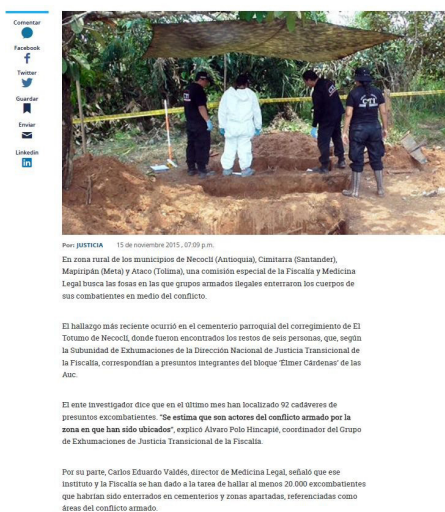 Comentar
Facebook
Twitter
Guardar
Enviar
Linkedin
in
Por: JUSTICIA 15 de noviembre 2015 , 07:09 p.m.
En zona rural de los municipios de Necoclí (Antioquia), Cimitarra (Santander),
Mapiripán (Meta) y Ataco (Tolima), una comisión especial de la Fiscalía y Medicina
Legal busca las fosas en las que grupos armados ilegales enterraron los cuerpos de
sus combatientes en medio del conflicto.
El hallazgo más reciente ocurrió en el cementerio parroquial del corregimiento de El
Totumo de Necoclí, donde fueron encontrados los restos de seis personas, que, según
la Subunidad de Exhumaciones de la Dirección Nacional de Justicia Transicional de
la Fiscalía, correspondían a presuntos integrantes del bloque 'Élmer Cárdenas' de las
Auc.
El ente investigador dice que en el último mes han localizado 92 cadáveres de
presuntos excombatientes. "Se estima que son actores del conflicto armado por la
zona en que han sido ubicados", explicó Álvaro Polo Hincapié, coordinador del Grupo
de Exhumaciones de Justicia Transicional de la Fiscalía.
Por su parte, Carlos Eduardo Valdés, director de Medicina Legal, señaló que ese
instituto y la Fiscalía se han dado a la tarea de hallar al menos 20.000 excombatientes
que habrían sido enterrados en cementerios y zonas apartadas, referenciadas como
áreas del conflicto armado.